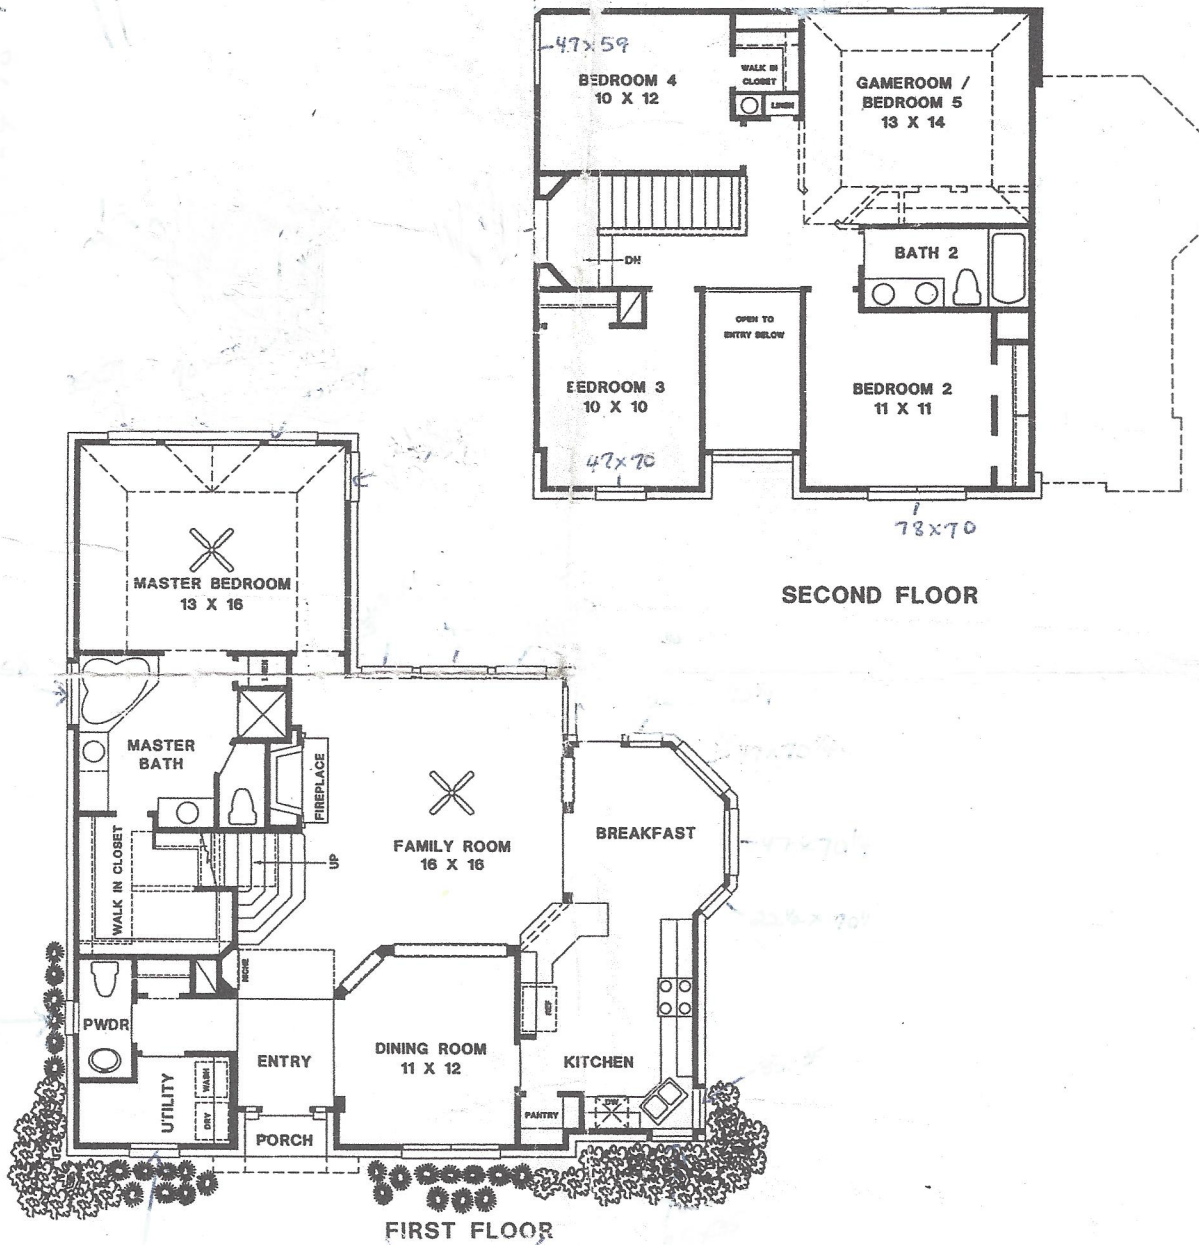 47x59
BEDROOM 4
10 X 12
WALK IN
CLOSET
LINEN
GAMEROOM /
BEDROOM 5
13 X 14
DN
BATH 2
OPEN TO
ENTRY BELOW
BEDROOM 3
10 X 10
BEDROOM 2
11 X 11
47x70
78x70
SECOND FLOOR
MASTER BEDROOM
13 X 16
LINEN
MASTER
BATH
FIREPLACE
FAMILY ROOM
16 X 16
BREAKFAST
UP
WALK IN CLOSET
NICHE
REF
PWDR
ENTRY
DINING ROOM
11 X 12
KITCHEN
WASH
DRY
UTILITY
PORCH
PANTRY
DW
FIRST FLOOR